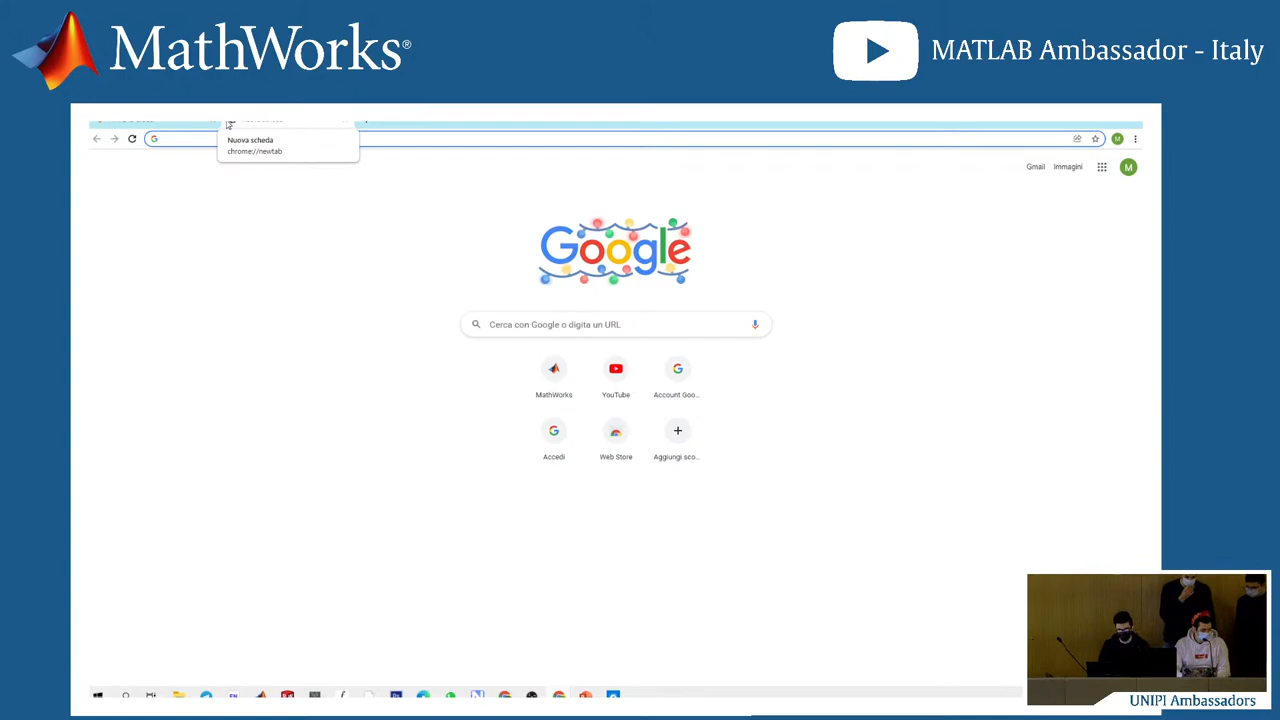 MathWorks®
MATLAB Ambassador - Italy
Nuova scheda
chrome://newtab
M
Gmail
Immagini
M
Google
Cerca con Google o digita un URL
MathWorks
YouTube
Account Goo...
Accedi
Web Store
Aggiungi sco...
EN
UNIPI Ambassadors